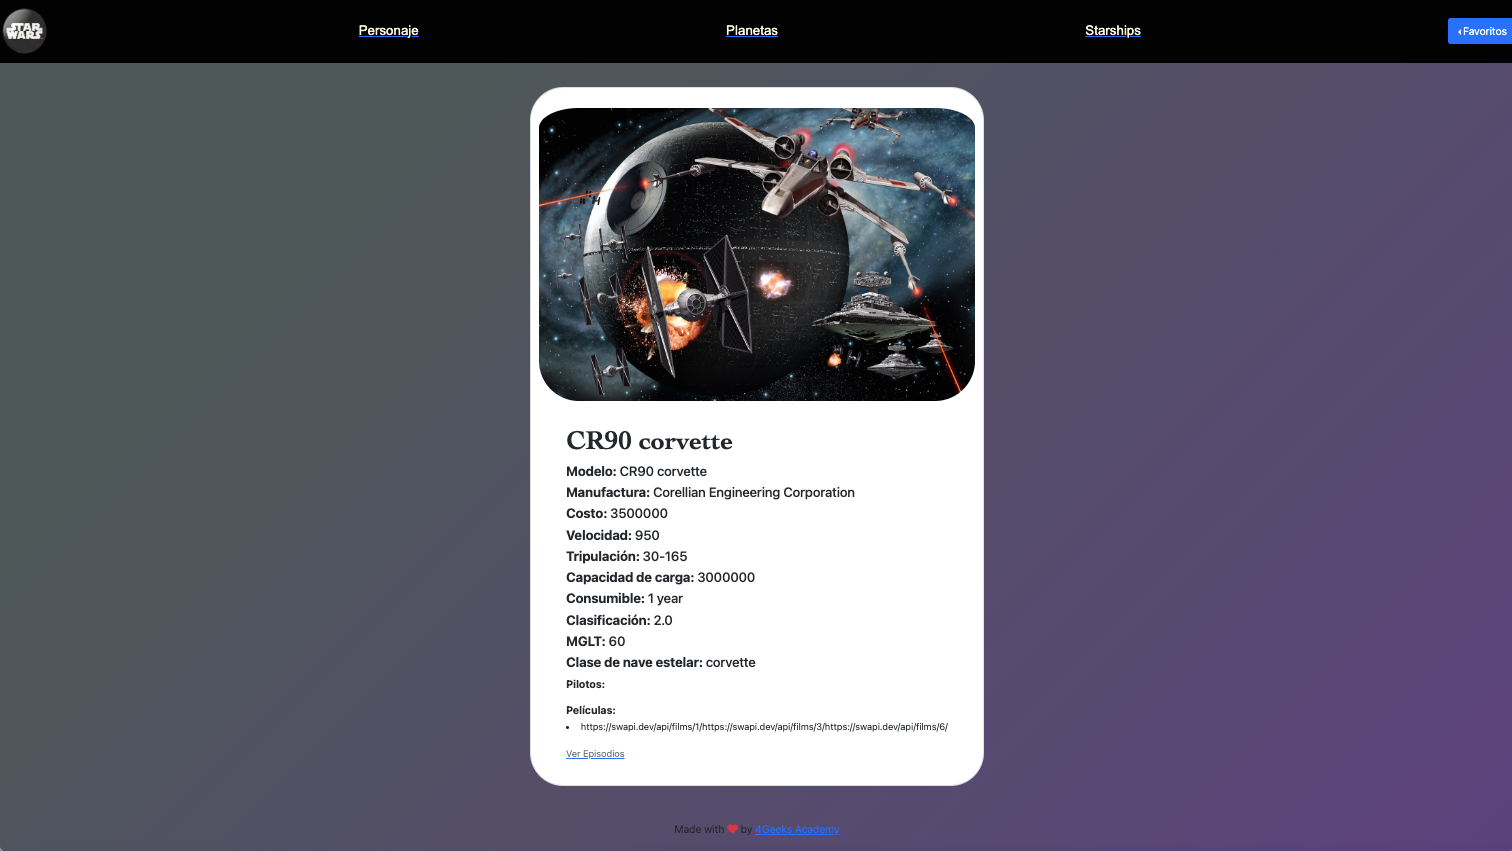 STAR
WARS
Personaje
Planetas
Starships
Favoritos
CR90 corvette
Modelo: CR90 corvette
Manufactura: Corellian Engineering Corporation
Costo: 3500000
Velocidad: 950
Tripulación: 30-165
Capacidad de carga: 3000000
Consumible: 1 year
Clasificación: 2.0
MGLT: 60
Clase de nave estelar: corvette
Pilotos:
Películas:
• https://swapi.dev/api/films/1/https://swapi.dev/api/films/3/https://swapi.dev/api/films/6/
Ver Episodios
Made with ❤ by 4Geeks Academy